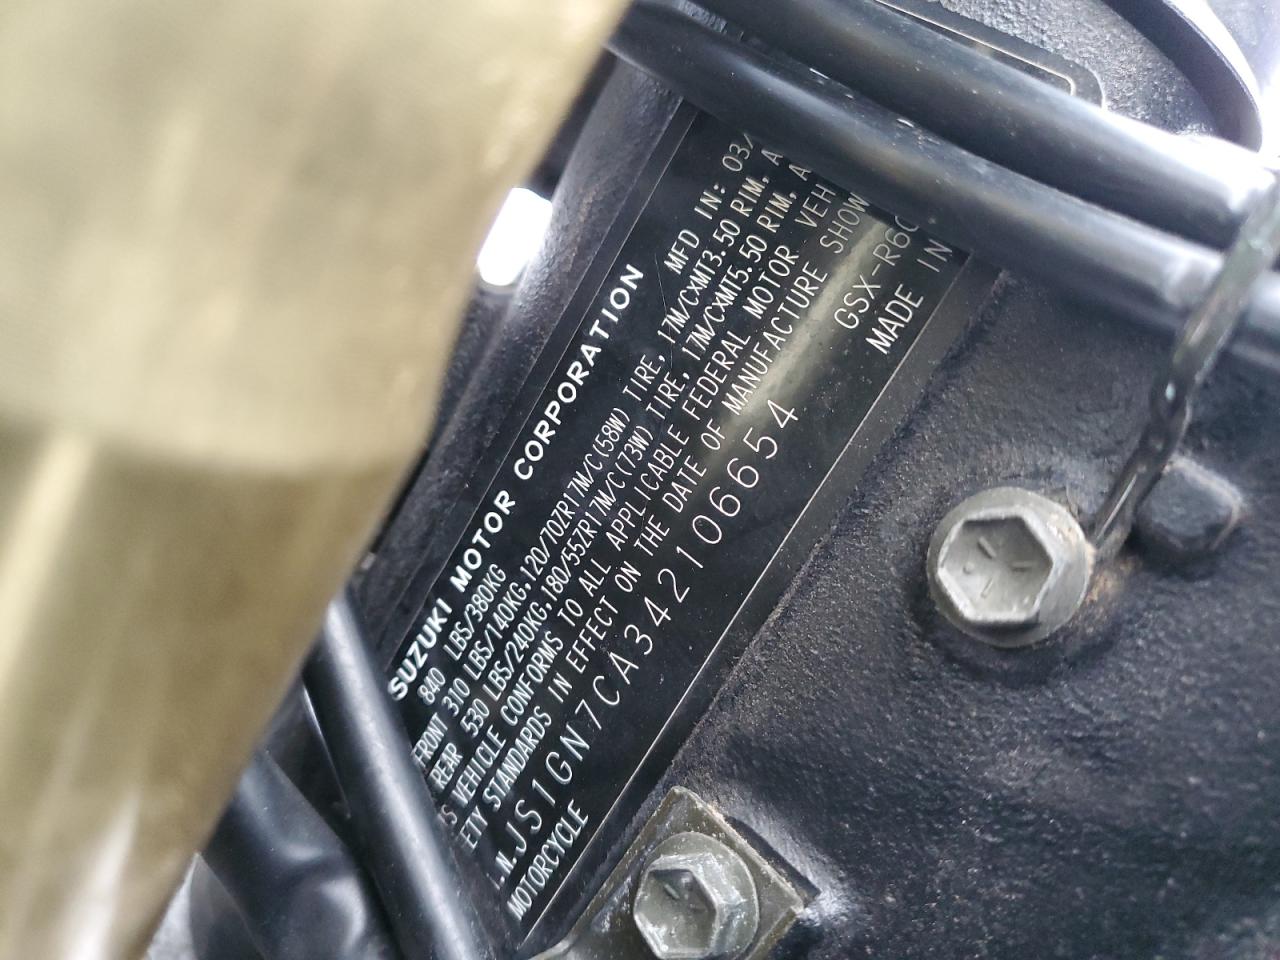 SUZUKI MOTOR CORPORATION
MFD IN: 03/
840 LBS/380KG
FRONT 310 LBS/140KG,120/70ZR17M/C(58W) TIRE, 17M/CXMT3.50 RIM, A
REAR 530 LBS/240KG,180/55ZR17M/C(73W) TIRE, 17M/CXMT5.50 RIM, A
S VEHICLE CONFORMS TO ALL APPLICABLE FEDERAL MOTOR VEH
ETY STANDARDS IN EFFECT ON THE DATE OF MANUFACTURE SHOW
.N.JS1GN7CA342106654 GSX-R60
MOTORCYCLE MADE IN